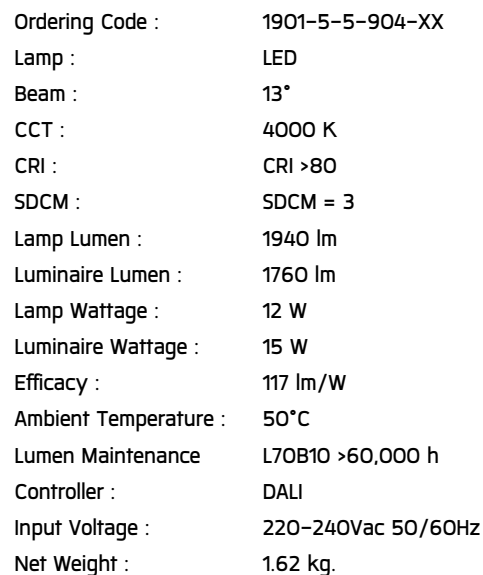 Ordering Code : 1901-5-5-904-XX
Lamp : LED
Beam : 13°
CCT : 4000 K
CRI : CRI >80
SDCM : SDCM = 3
Lamp Lumen : 1940 lm
Luminaire Lumen : 1760 lm
Lamp Wattage : 12 W
Luminaire Wattage : 15 W
Efficacy : 117 lm/W
Ambient Temperature : 50°C
Lumen Maintenance L70B10 >60,000 h
Controller : DALI
Input Voltage : 220-240Vac 50/60Hz
Net Weight : 1.62 kg.